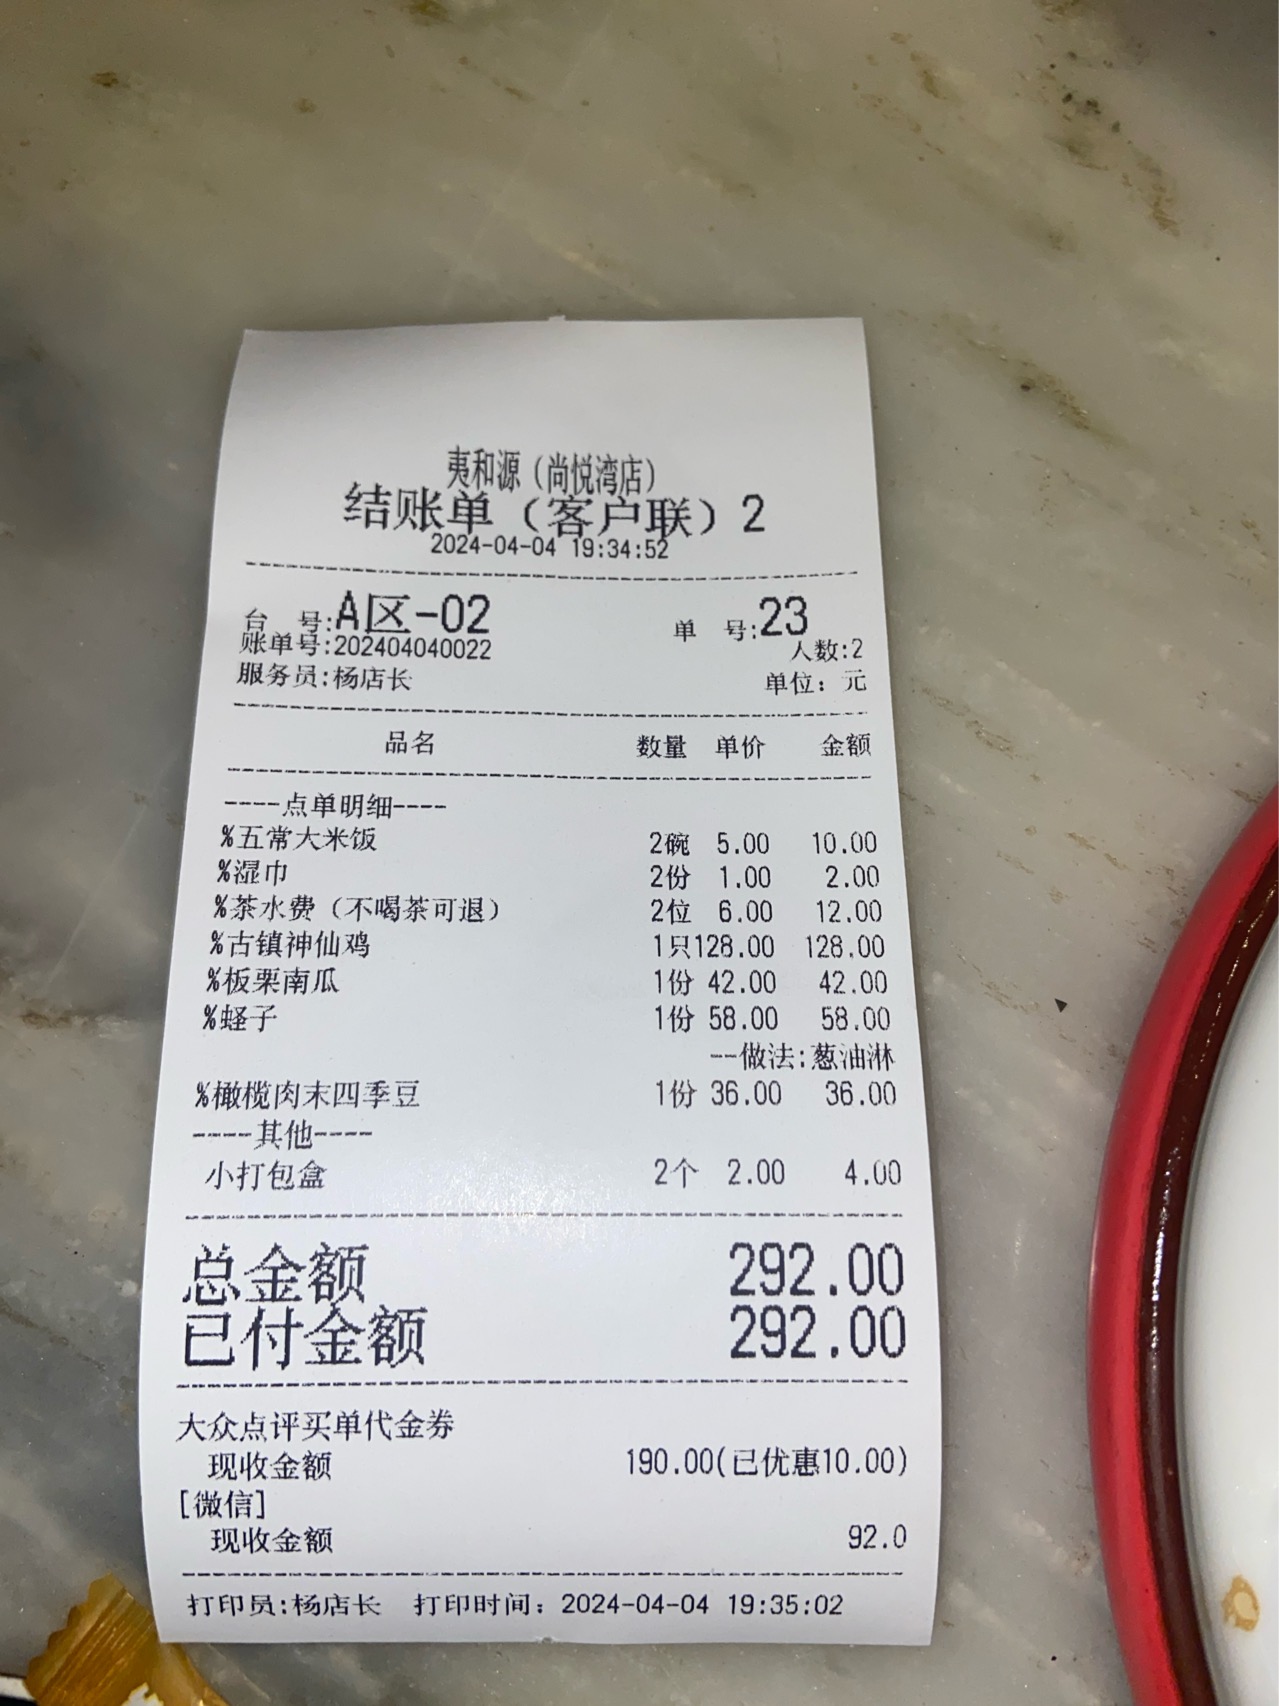 夷和源（尚悦湾店）
结账单（客户联）2
2024-04-04 19:34:52
台 号:A区-02 单 号:23
账单号:202404040022 人数:2
服务员:杨店长 单位：元
品名 数量 单价 金额
----点单明细----
%五常大米饭 2碗 5.00 10.00
%湿巾 2份 1.00 2.00
%茶水费（不喝茶可退） 2位 6.00 12.00
%古镇神仙鸡 1只128.00 128.00
%板栗南瓜 1份 42.00 42.00
%蛏子 1份 58.00 58.00
--做法:葱油淋
%橄榄肉末四季豆 1份 36.00 36.00
----其他----
小打包盒 2个 2.00 4.00
总金额 292.00
已付金额 292.00
大众点评买单代金券
现收金额 190.00(已优惠10.00)
[微信]
现收金额 92.0
打印员:杨店长 打印时间：2024-04-04 19:35:02